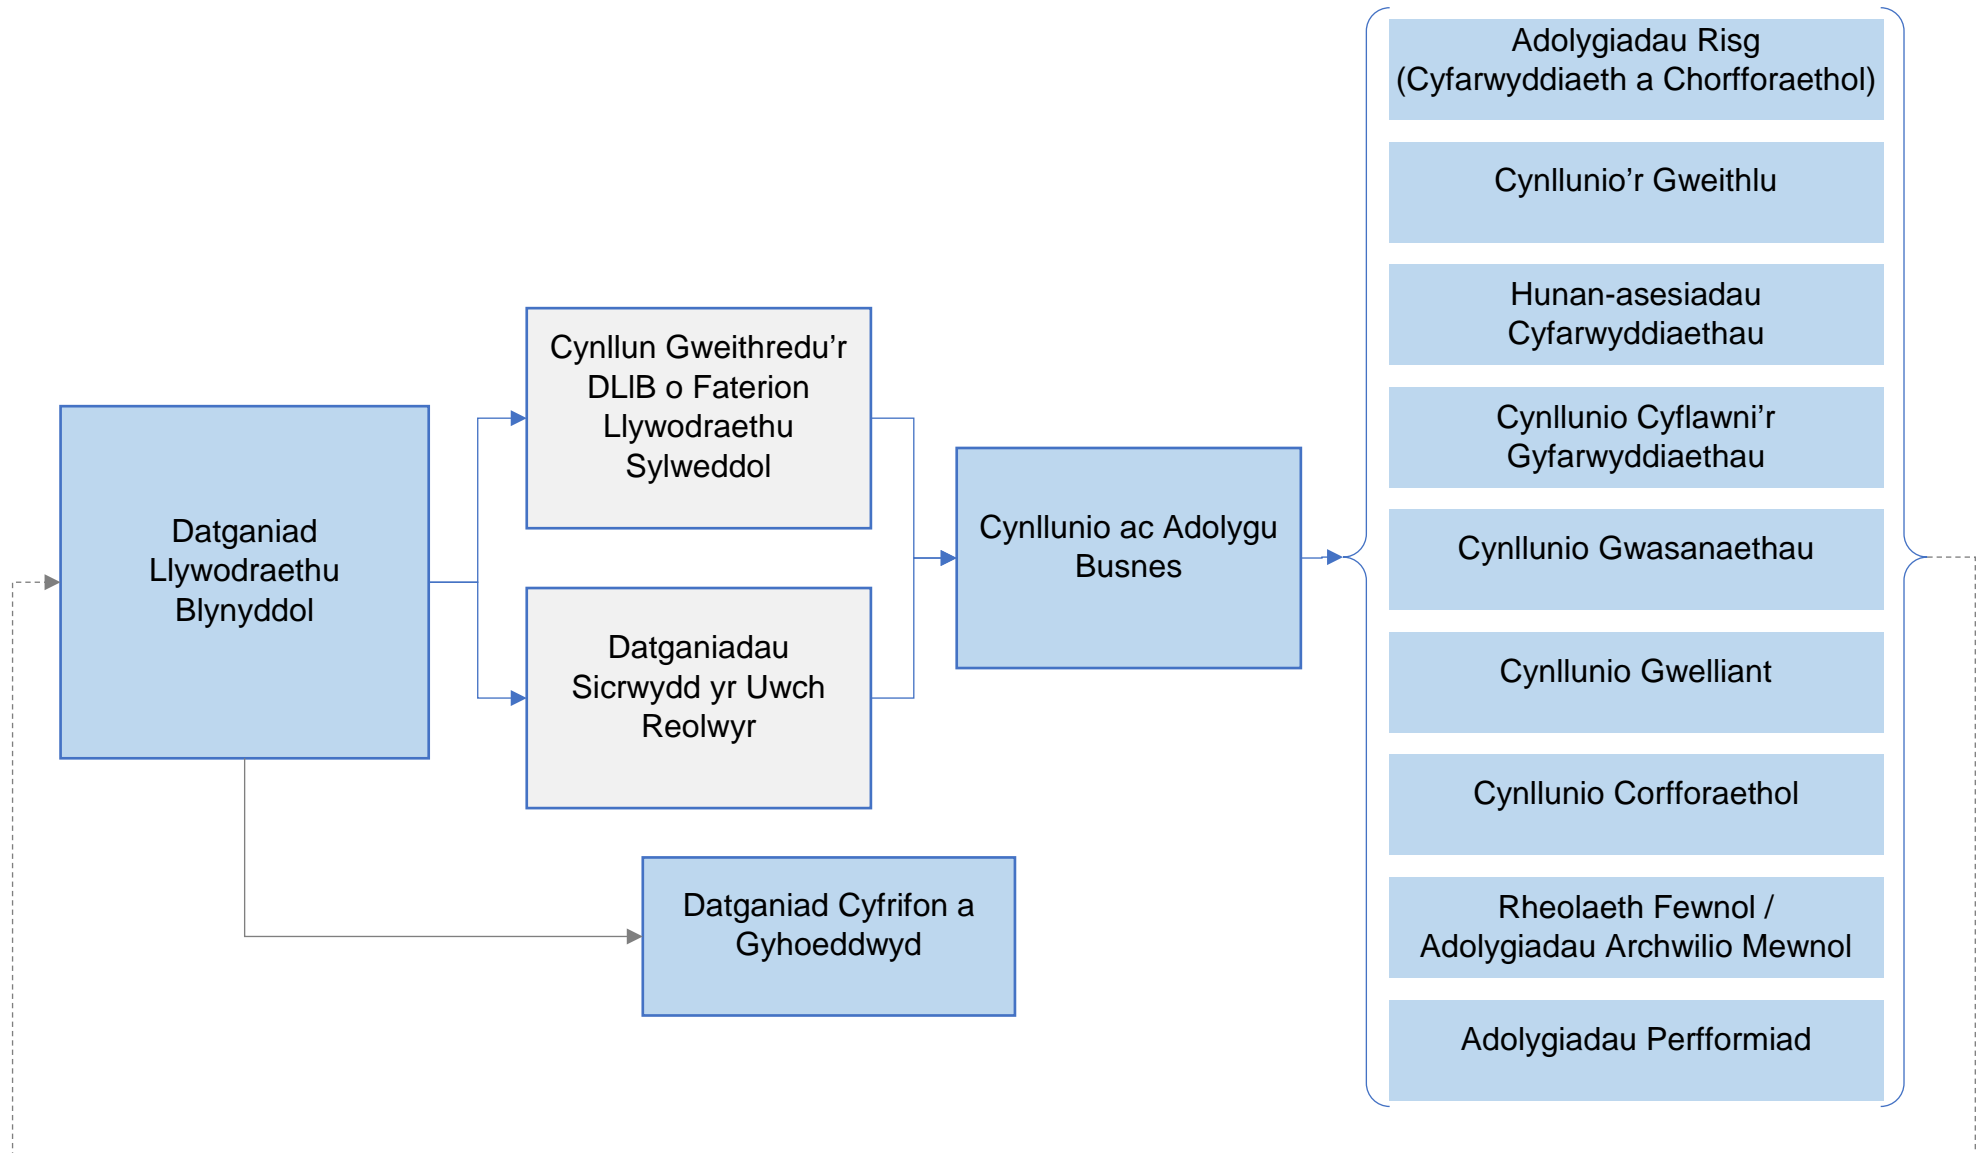 Datganiad
Llywodraethu
Blynyddol
Cynllun Gweithredu’r
DLlB o Faterion
Llywodraethu
Sylweddol
Datganiadau
Sicrwydd yr Uwch
Reolwyr
Datganiad Cyfrifon a
Gyhoeddwyd
Cynllunio ac Adolygu
Busnes
Adolygiadau Risg
(Cyfarwyddiaeth a Chorfforaethol)
Cynllunio’r Gweithlu
Hunan-asesiadau
Cyfarwyddiaethau
Cynllunio Cyflawni’r
Gyfarwyddiaethau
Cynllunio Gwasanaethau
Cynllunio Gwelliant
Cynllunio Corfforaethol
Rheolaeth Fewnol /
Adolygiadau Archwilio Mewnol
Adolygiadau Perfformiad